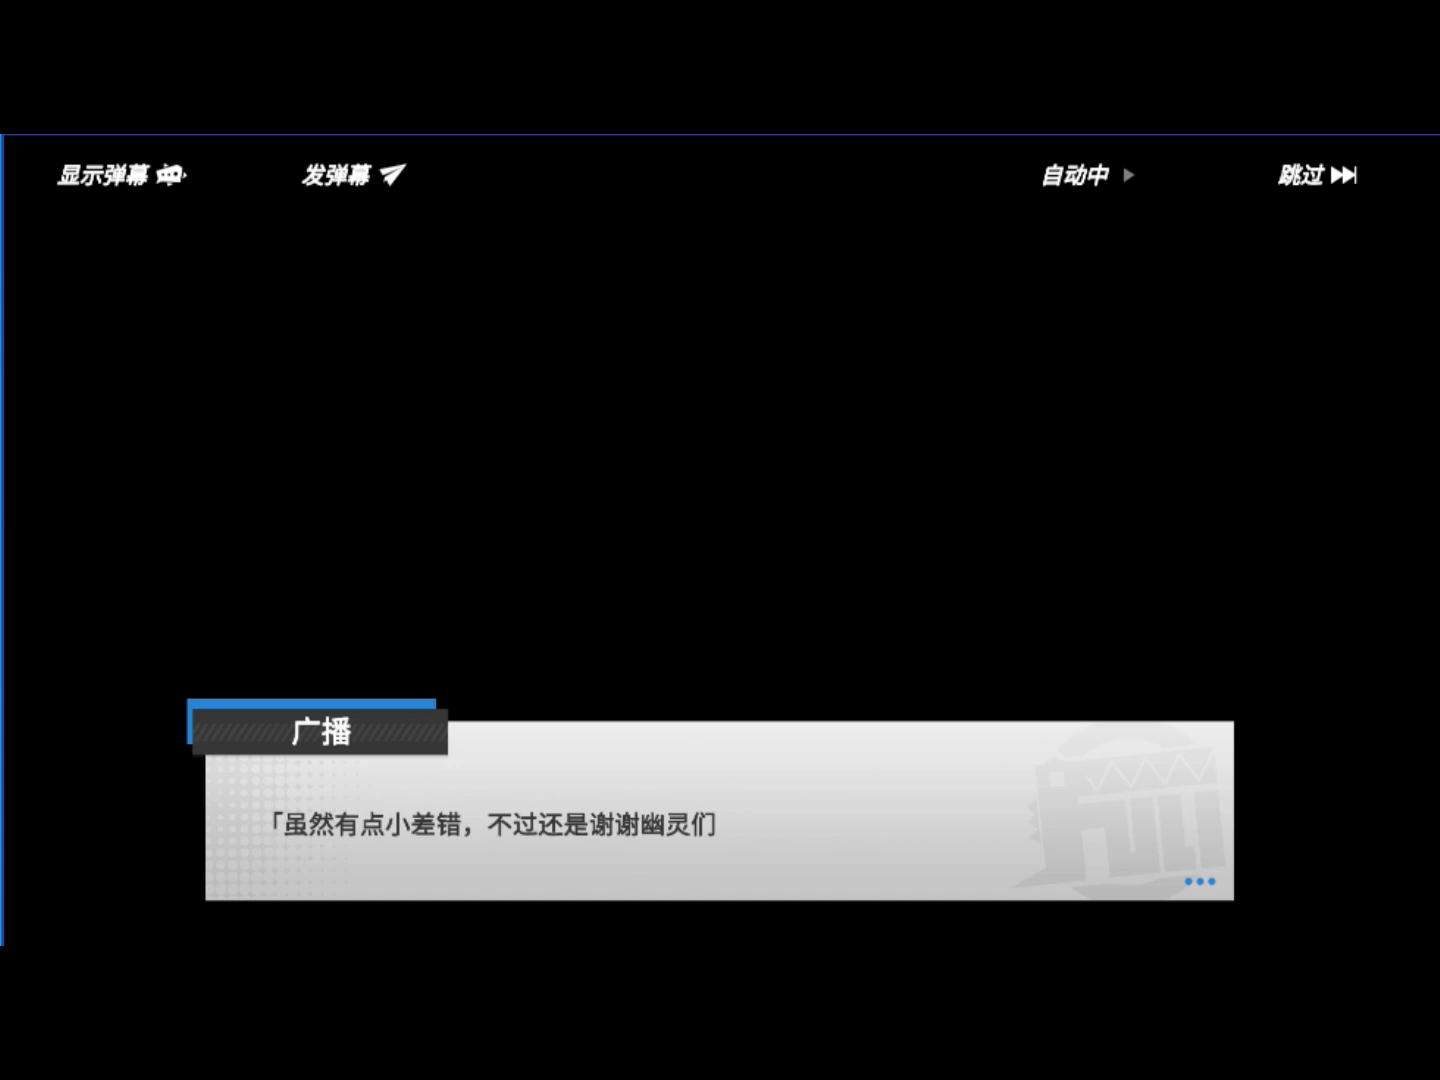 显示弹幕
发弹幕
自动中
跳过
广播
「虽然有点小差错，不过还是谢谢幽灵们